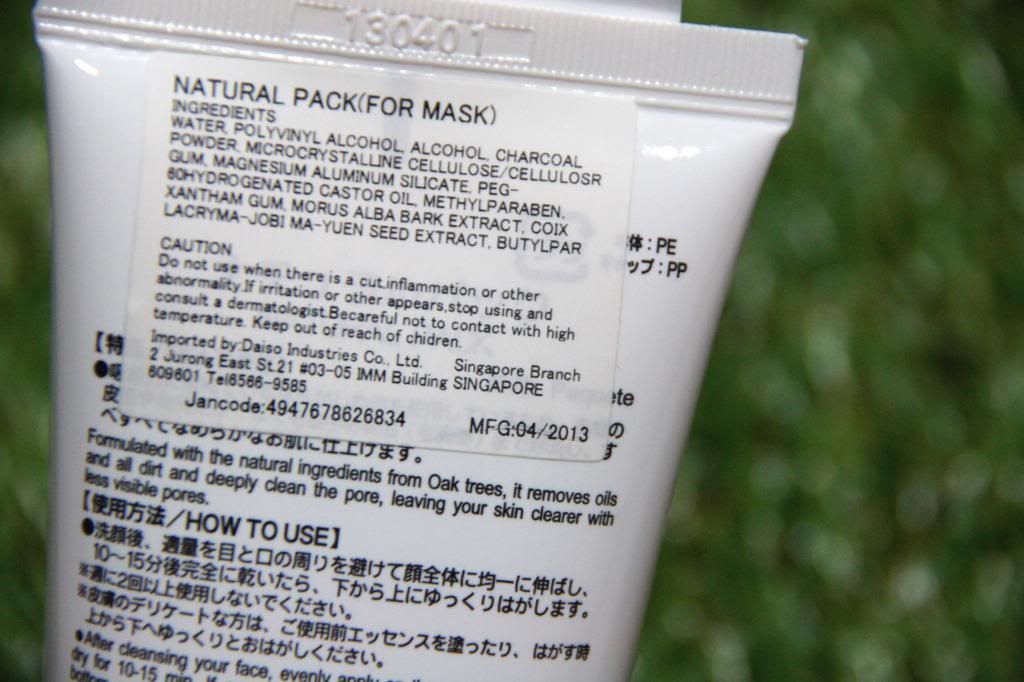 130401
NATURAL PACK(FOR MASK)
INGREDIENTS
WATER, POLYVINYL ALCOHOL, ALCOHOL, CHARCOAL
POWDER, MICROCRYSTALLINE CELLULOSE/CELLULOSR
GUM, MAGNESIUM ALUMINUM SILICATE, PEG-
80HYDROGENATED CASTOR OIL, METHYLPARABEN,
XANTHAM GUM, MORUS ALBA BARK EXTRACT, COIX
LACRYMA-JOBI MA-YUEN SEED EXTRACT, BUTYLPAR
体：PE
ップ：PP
CAUTION
Do not use when there is a cut,inflammation or other
abnormality.If irritation or other appears,stop using and
consult a dermatologist.Becareful not to contact with high
temperature. Keep out of reach of chidren.
Imported by:Daiso Industries Co., Ltd. Singapore Branch
2 Jurong East St.21 #03-05 IMM Building SINGAPORE
609601 Tel6566-9585
Jancode:4947678626834 MFG:04/2013
【特
皮
の
べすべでなめらかなお肌に仕上げます。
す
Formulated with the natural ingredients from Oak trees, it removes oils
and all dirt and deeply clean the pore, leaving your skin clearer with
less visible pores.
【使用方法／HOW TO USE】
●洗顔後、適量を目と口の周りを避けて顔全体に均一に伸ばし、
10〜15分後完全に乾いたら、下から上にゆっくりはがします。
※週に2回以上使用しないでください。
※皮膚のデリケートな方は、ご使用前エッセンスを塗ったり、はがす時
上から下へゆっくりとおはがしください。
●After cleansing your face, evenly apply
dry for 10-15 min.